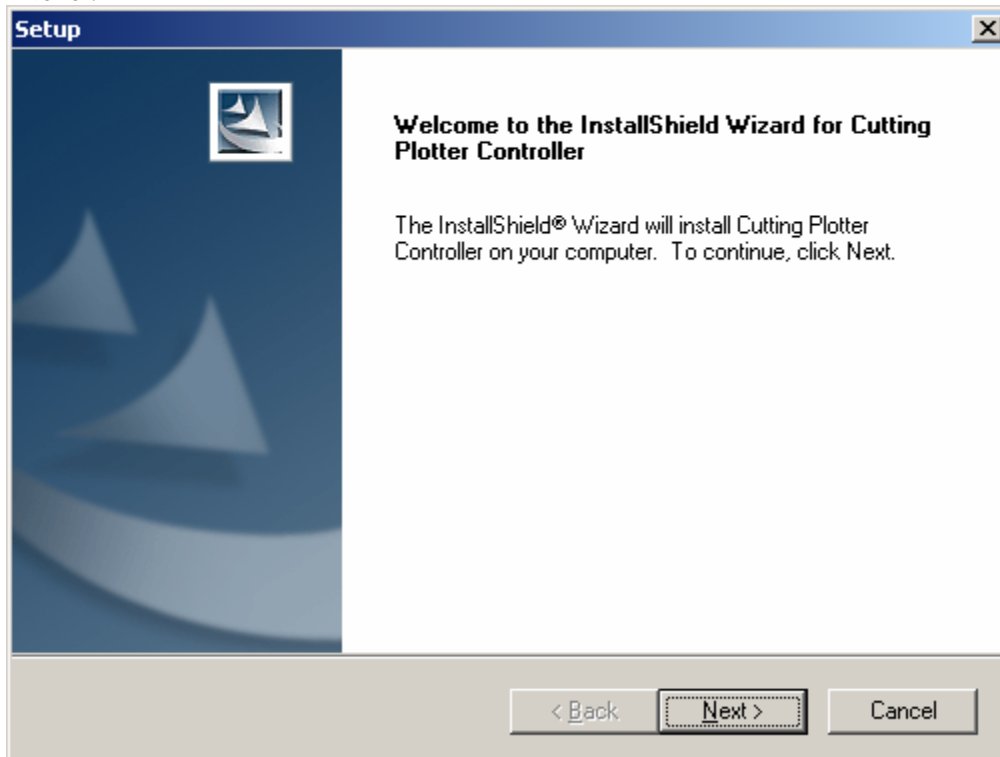 Setup
Welcome to the InstallShield Wizard for Cutting
Plotter Controller
The InstallShield® Wizard will install Cutting Plotter
Controller on your computer. To continue, click Next.
< Back
Next >
Cancel